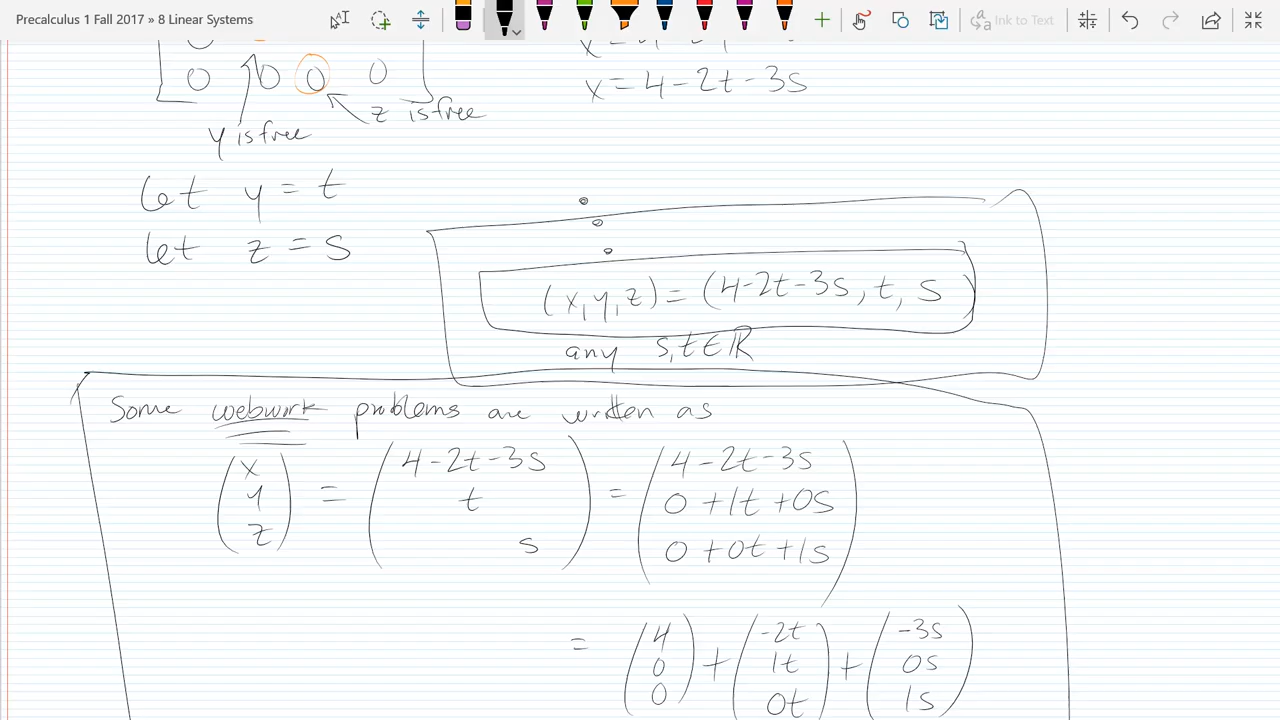 Precalculus 1 Fall 2017 » 8 Linear Systems
Ink to Text
0 0 0 0
x = 4 - 2t - 3s
z is free
y is free
let y = t
let z = s
(x, y, z) = (4-2t-3s, t, s)
any s, t ∈ ℝ
Some webwork problems are written as
(x y z) = (4-2t-3s t s) = (4-2t-3s 0+1t+0s 0+0t+1s)
= (4 0 0) + (-2t 1t 0t) + (-3s 0s 1s)